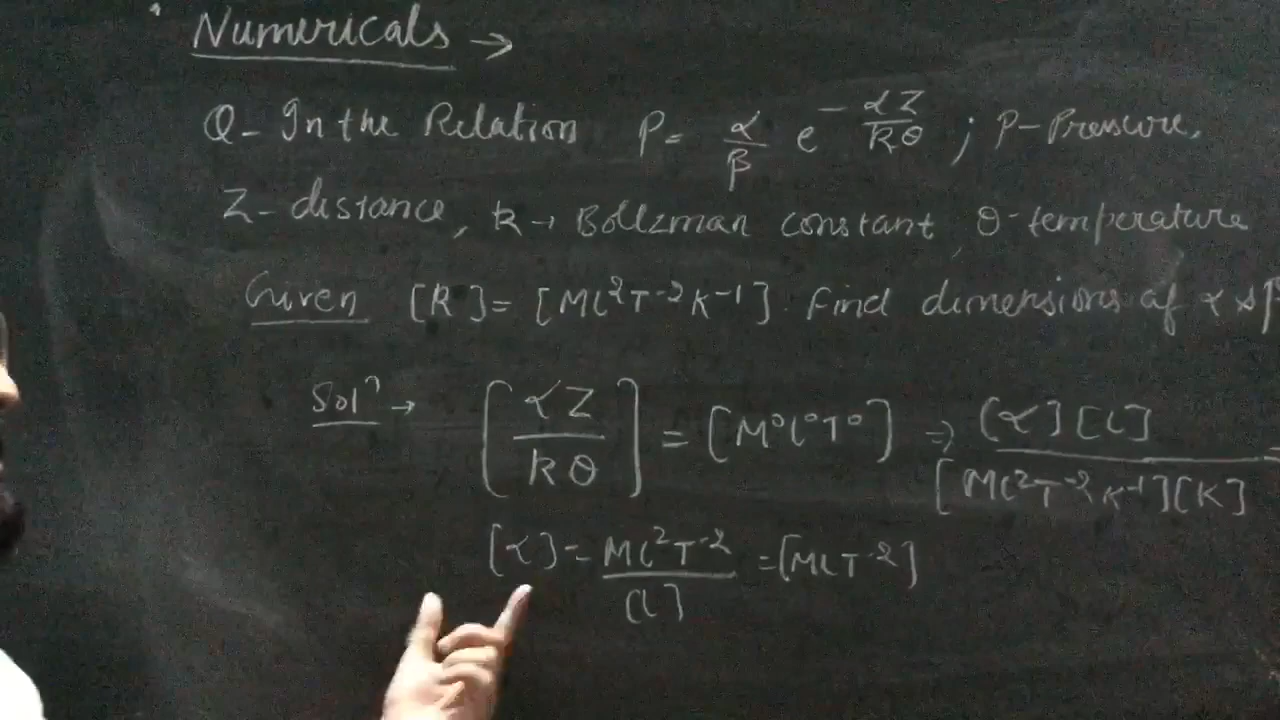 Numericals →
Q- In the Relation P= α/β e^(-αZ/kθ) ; P-Pressure,
Z-distance, k→ Boltzman constant, θ-temperature
Given [k]= [ML²T⁻²K⁻¹]. Find dimensions of α &β
Solⁿ → [αZ/kθ] = [M⁰L⁰T⁰] ⇒ [α][L]/[ML²T⁻²K⁻¹][K] =
[α] = ML²T⁻²/[L] = [MLT⁻²]